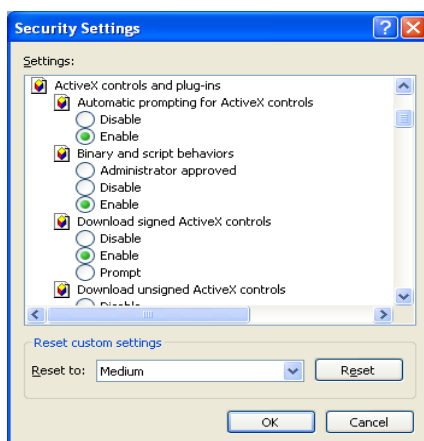 Security Settings
Settings:
ActiveX controls and plug-ins
Automatic prompting for ActiveX controls
Disable
Enable
Binary and script behaviors
Administrator approved
Disable
Enable
Download signed ActiveX controls
Disable
Enable
Prompt
Download unsigned ActiveX controls
Disable
Reset custom settings
Reset to: Medium Reset
OK Cancel